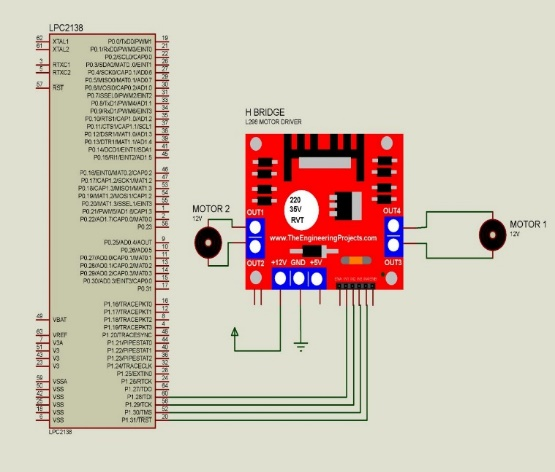 LPC2138
XTAL1
XTAL2
RTXC1
RTXC2
RST
VBAT
VREF
V3A
V3
V3
V3
VSSA
VSS
VSS
VSS
VSS
VSS
P0.0/TxD0/PWM1
P0.1/RxD0/PWM3/EINT0
P0.2/SCL0/CAP0.0
P0.3/SDA0/MAT0.0/EINT1
P0.4/SCK0/CAP0.1/AD0.6
P0.5/MISO0/MAT0.1/AD0.7
P0.6/MOSI0/CAP0.2/AD1.0
P0.7/SSEL0/PWM2/EINT2
P0.8/TxD1/PWM4/AD1.1
P0.9/RxD1/PWM6/EINT3
P0.10/RTS1/CAP1.0/AD1.2
P0.11/CTS1/CAP1.1/SCL1
P0.12/DSR1/MAT1.0/AD1.3
P0.13/DTR1/MAT1.1/AD1.4
P0.14/DCD1/EINT1/SDA1
P0.15/RI1/EINT2/AD1.5
P0.16/EINT0/MAT0.2/CAP0.2
P0.17/CAP1.2/SCK1/MAT1.2
P0.18/CAP1.3/MISO1/MAT1.3
P0.19/MAT1.2/MOSI1/CAP1.2
P0.20/MAT1.3/SSEL1/EINT3
P0.21/PWM5/AD1.6/CAP1.3
P0.22/AD1.7/CAP0.0/MAT0.0
P0.23
P0.25/AD0.4/AOUT
P0.26/AD0.5
P0.27/AD0.0/CAP0.1/MAT0.1
P0.28/AD0.1/CAP0.2/MAT0.2
P0.29/AD0.2/CAP0.3/MAT0.3
P0.30/AD0.3/EINT3/CAP0.0
P0.31
P1.16/TRACEPKT0
P1.17/TRACEPKT1
P1.18/TRACEPKT2
P1.19/TRACEPKT3
P1.20/TRACESYNC
P1.21/PIPESTAT0
P1.22/PIPESTAT1
P1.23/PIPESTAT2
P1.24/TRACECLK
P1.25/EXTIN0
P1.26/RTCK
P1.27/TDO
P1.28/TDI
P1.29/TCK
P1.30/TMS
P1.31/TRST
LPC2138
H BRIDGE
L298 MOTOR DRIVER
220
35V
RVT
www.TheEngineeringProjects.com
OUT1
OUT2
OUT4
OUT3
+12V GND +5V
MOTOR 2
12V
MOTOR 1
12V